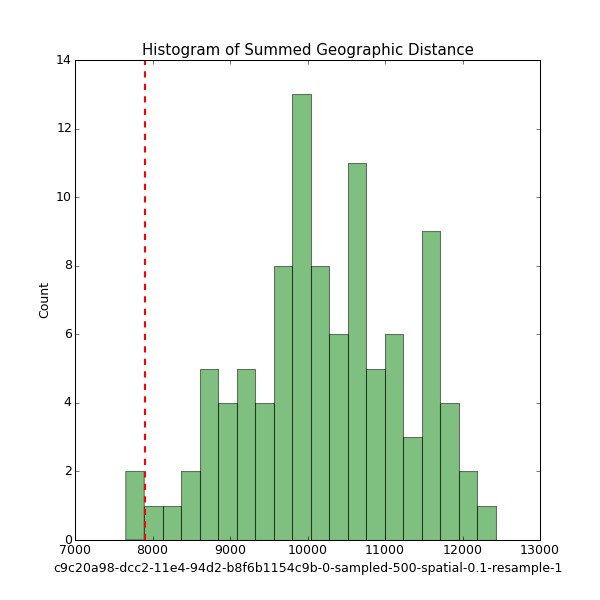 Histogram of Summed Geographic Distance
14
12
10
8
6
4
2
0
Count
7000 8000 9000 10000 11000 12000 13000
c9c20a98-dcc2-11e4-94d2-b8f6b1154c9b-0-sampled-500-spatial-0.1-resample-1